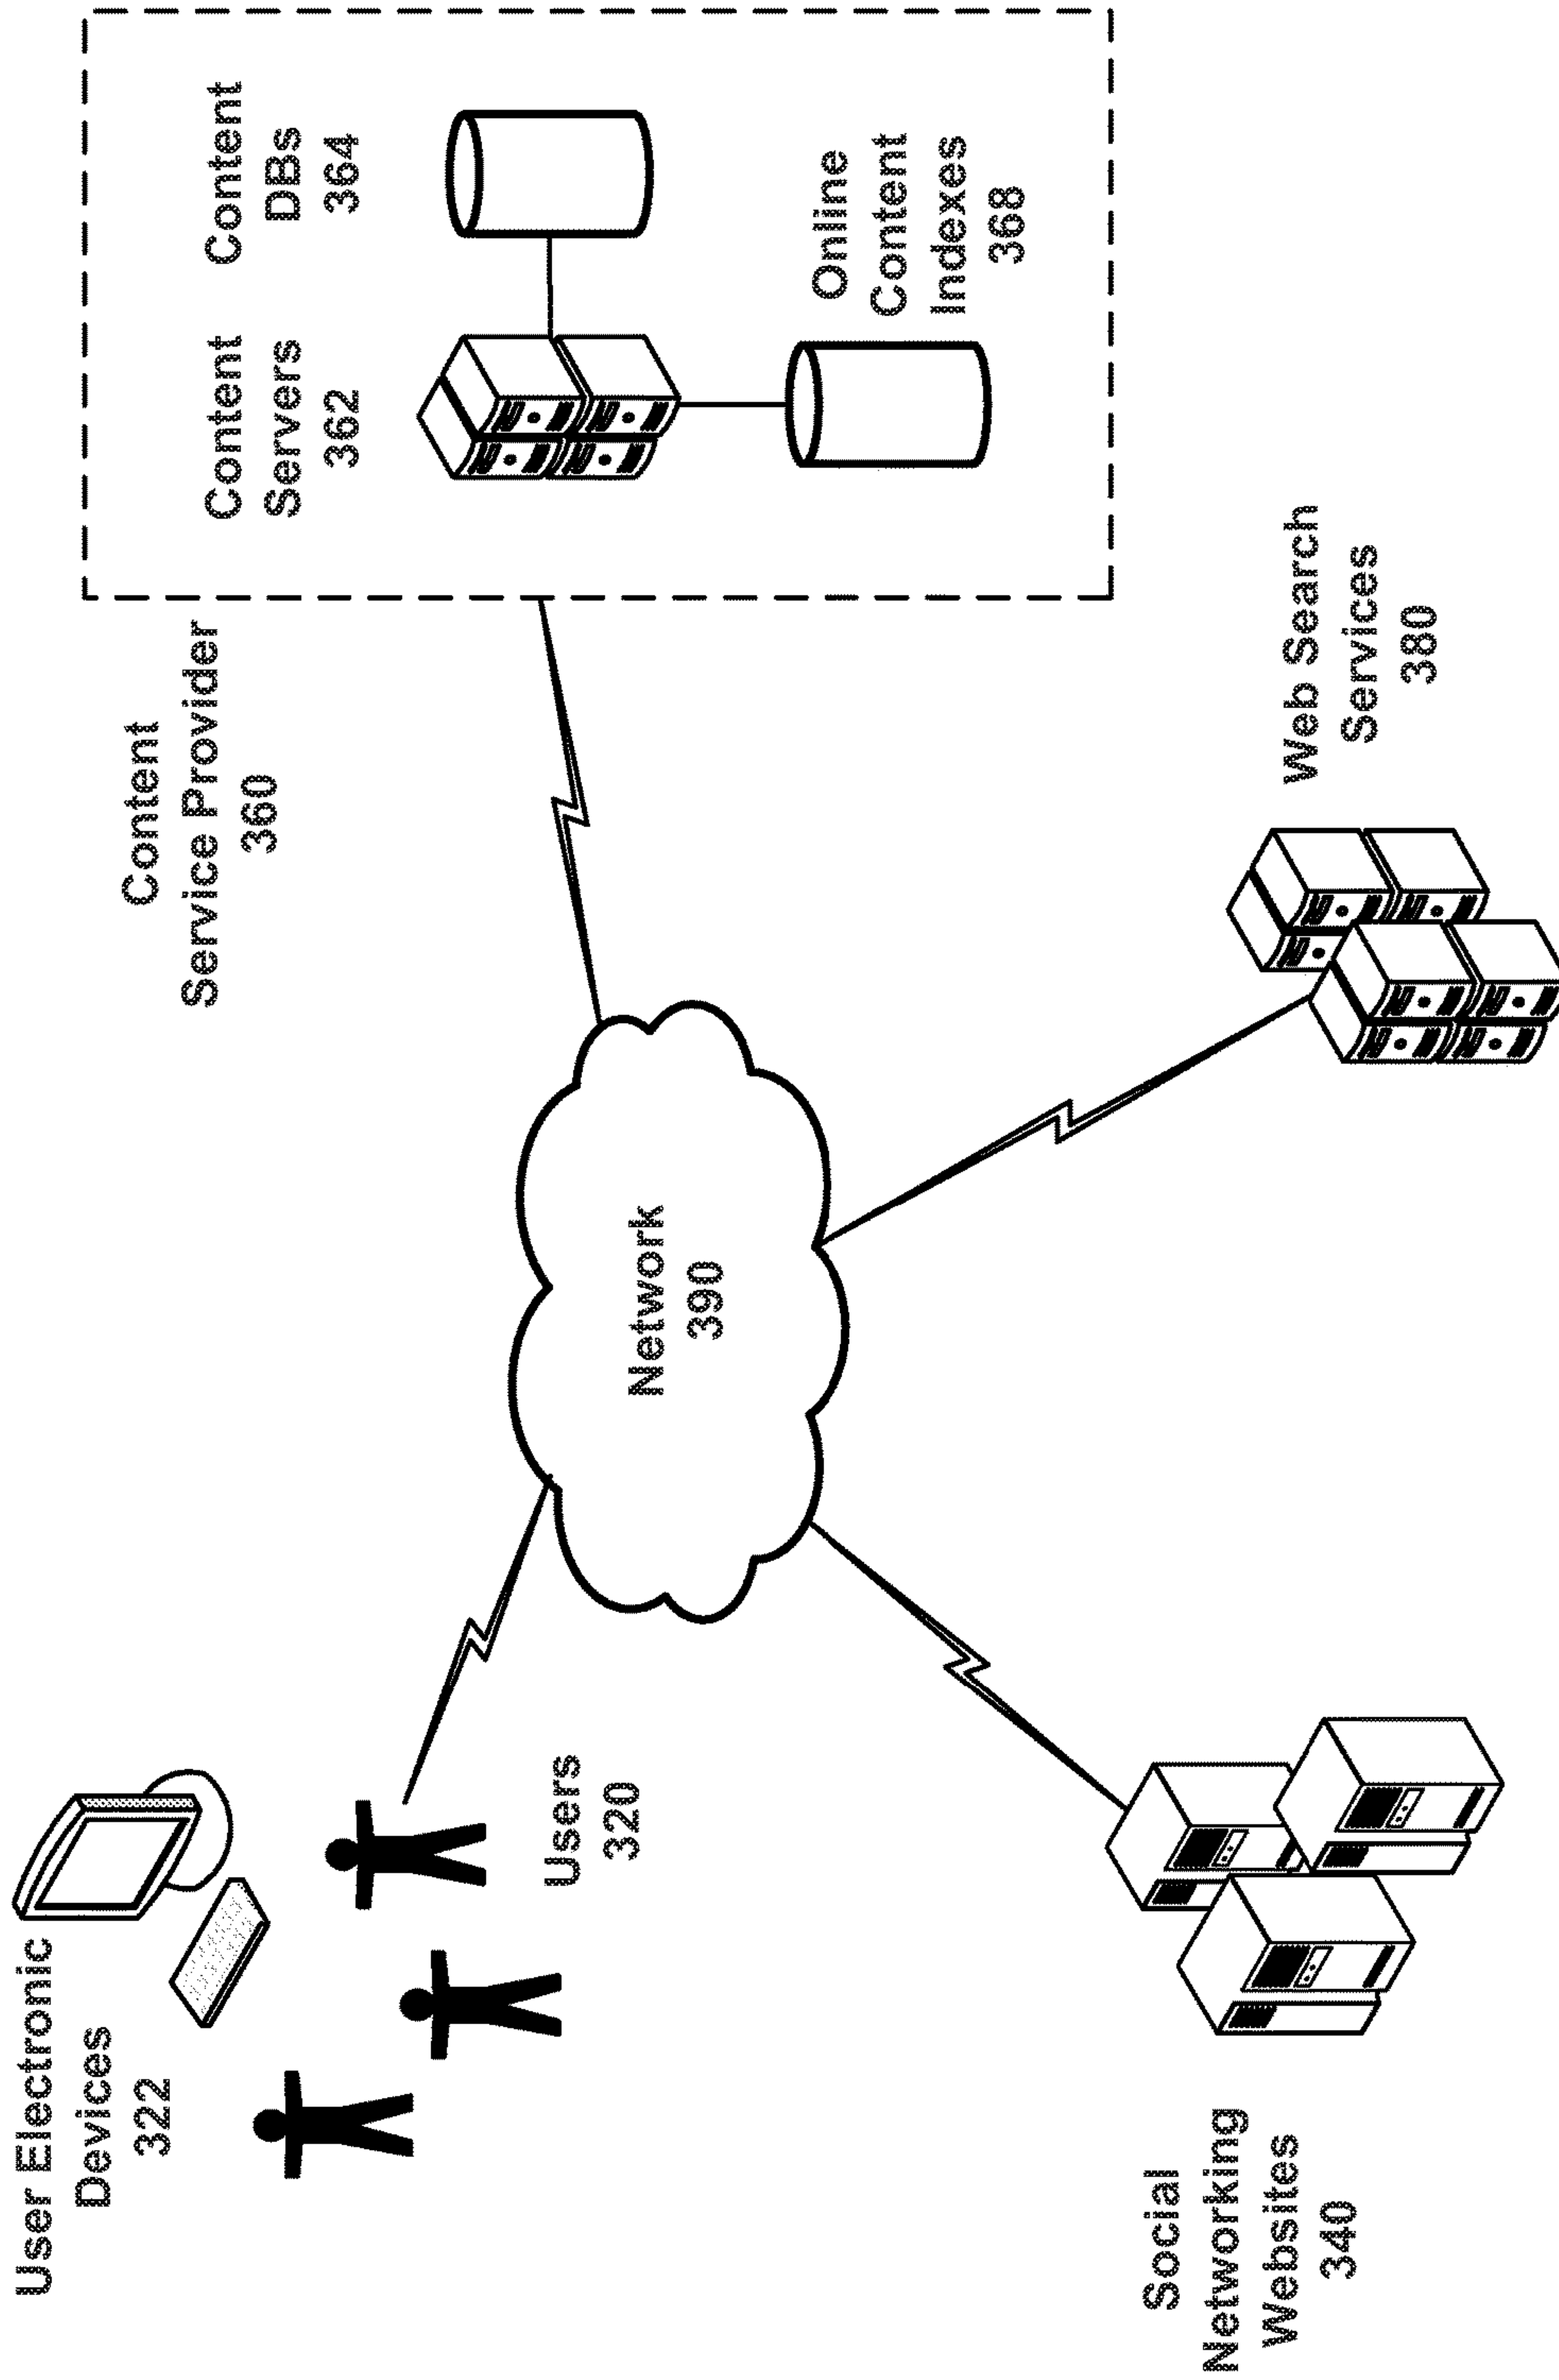 User Electronic
Devices
322
Users
320
Content
Service Provider
360
Content
Servers
362
Content
DBs
364
Online
Content
Indexes
368
Network
390
Social
Networking
Websites
340
Web Search
Services
380